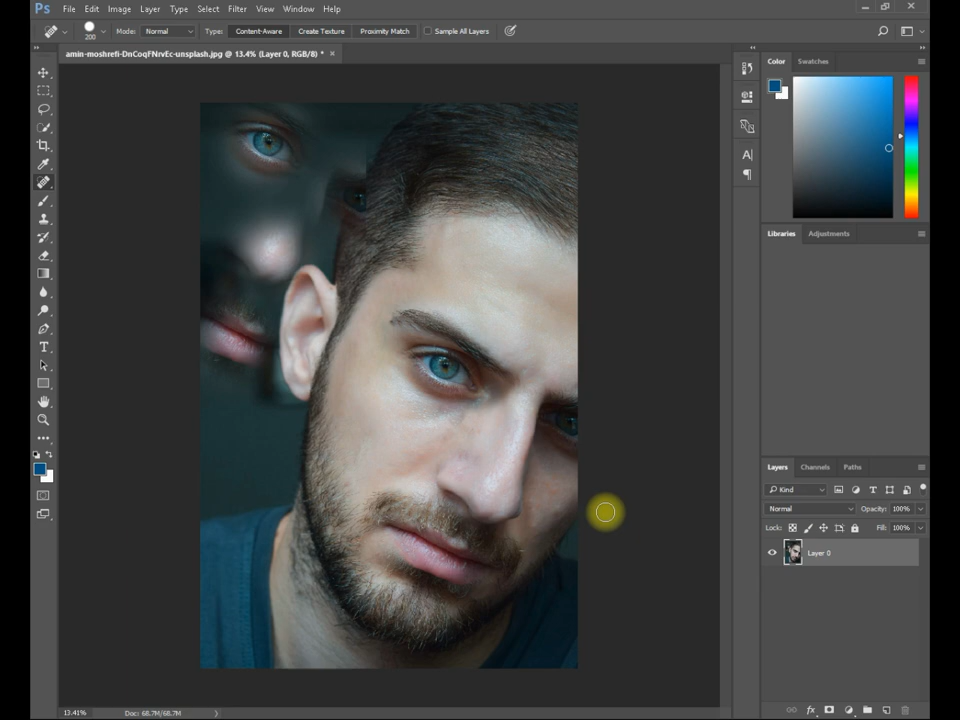 Ps File Edit Image Layer Type Select Filter View Window Help
200 Mode: Normal Type: Content-Aware Create Texture Proximity Match Sample All Layers
amin-moshrefi-DnCoqFNrvEc-unsplash.jpg @ 13.4% (Layer 0, RGB/8) *
Color Swatches
Libraries Adjustments
Layers Channels Paths
Kind
Normal Opacity: 100%
Lock: Fill: 100%
Layer 0
13.41% Doc: 68.7M/68.7M